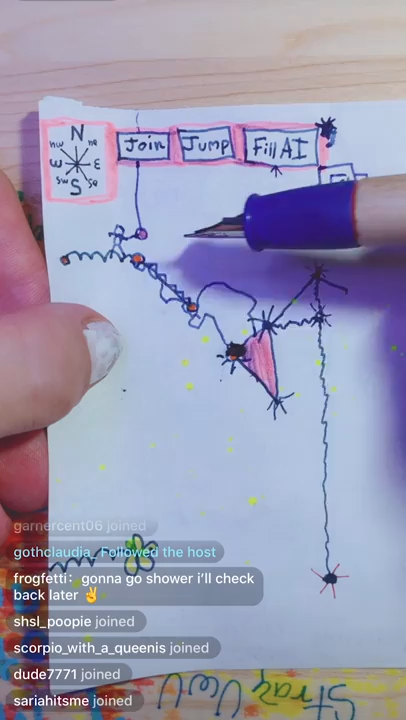 N
nw ne
W E
sw se
S
Join
Jump
Fill AI
garnercent06 joined
gothclaudia_ Followed the host
frogfetti: gonna go shower i'll check
back later ✌️
shsl_poopie joined
scorpio_with_a_queenis joined
dude7771 joined
sariahitsme joined